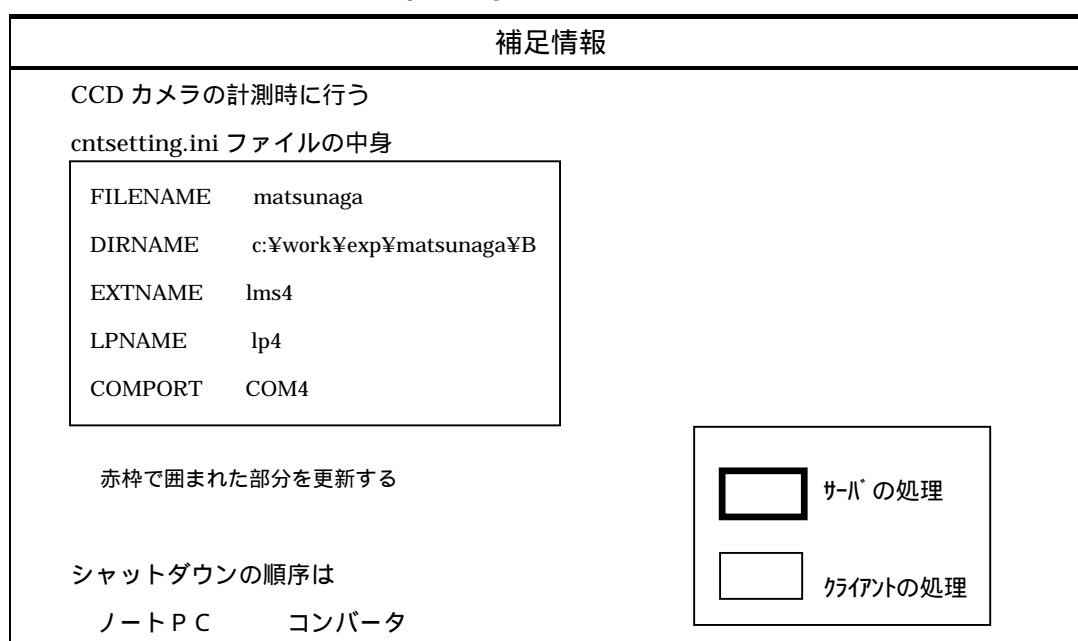 補足情報
CCD カメラの計測時に行う
cntsetting.ini ファイルの中身
FILENAME matsunaga
DIRNAME c:¥work¥exp¥matsunaga¥B
EXTNAME lms4
LPNAME lp4
COMPORT COM4
赤枠で囲まれた部分を更新する
ｻｰﾊﾞの処理
ｸﾗｲｱﾝﾄの処理
シャットダウンの順序は
ノートＰＣ コンバータ